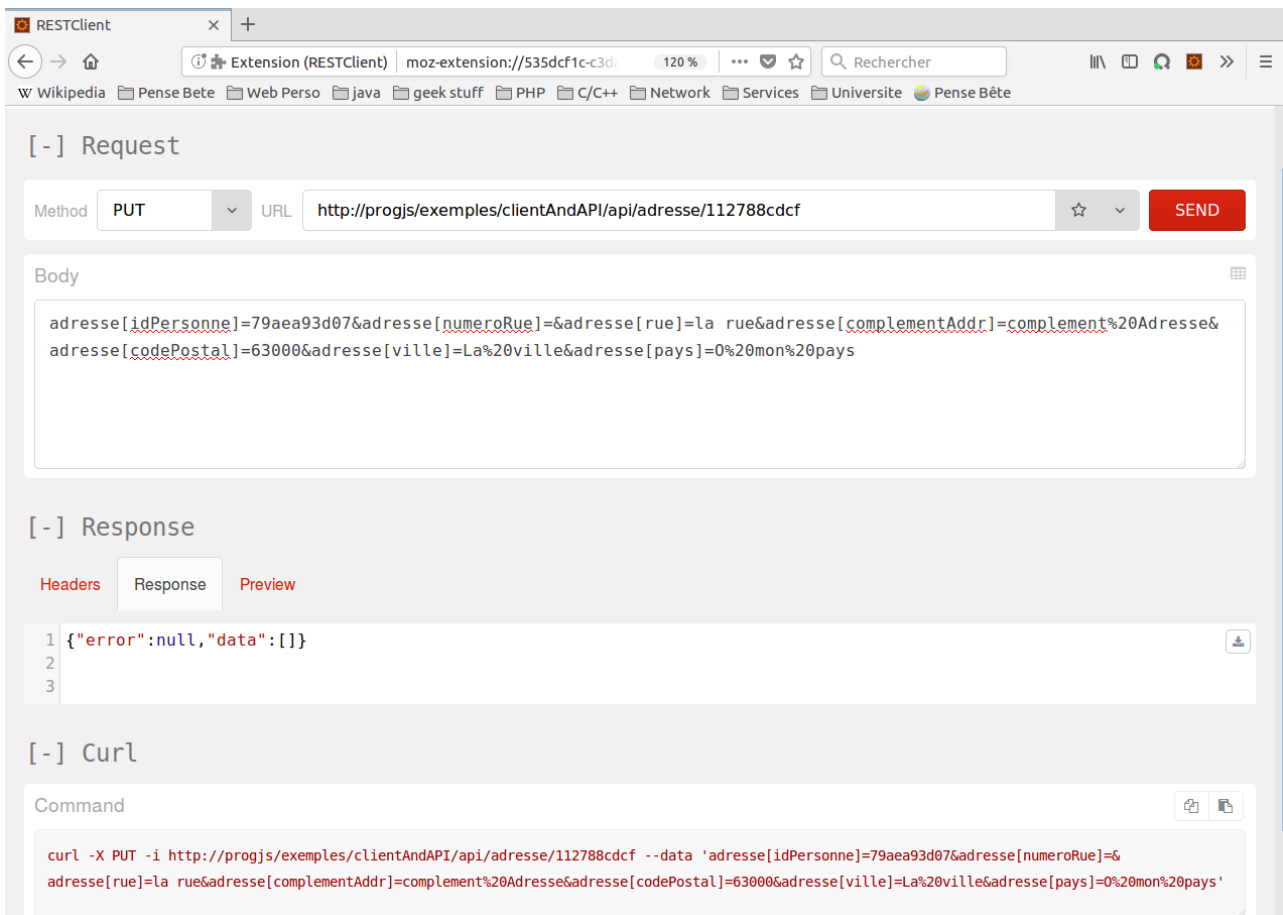 RESTClient
Extension (RESTClient) moz-extension://535dcf1c-c3d 120 % Rechercher
Wikipedia Pense Bete Web Perso java geek stuff PHP C/C++ Network Services Universite Pense Bête
[-] Request
Method PUT URL http://progjs/exemples/clientAndAPI/api/adresse/112788cdcf SEND
Body
adresse[idPersonne]=79aea93d07&adresse[numeroRue]=&adresse[rue]=la rue&adresse[complementAddr]=complement%20Adresse&
adresse[codePostal]=63000&adresse[ville]=La%20ville&adresse[pays]=O%20mon%20pays
[-] Response
Headers Response Preview
1 {"error":null,"data":[]}
2
3
[-] Curl
Command
curl -X PUT -i http://progjs/exemples/clientAndAPI/api/adresse/112788cdcf --data 'adresse[idPersonne]=79aea93d07&adresse[numeroRue]=&
adresse[rue]=la rue&adresse[complementAddr]=complement%20Adresse&adresse[codePostal]=63000&adresse[ville]=La%20ville&adresse[pays]=O%20mon%20pays'